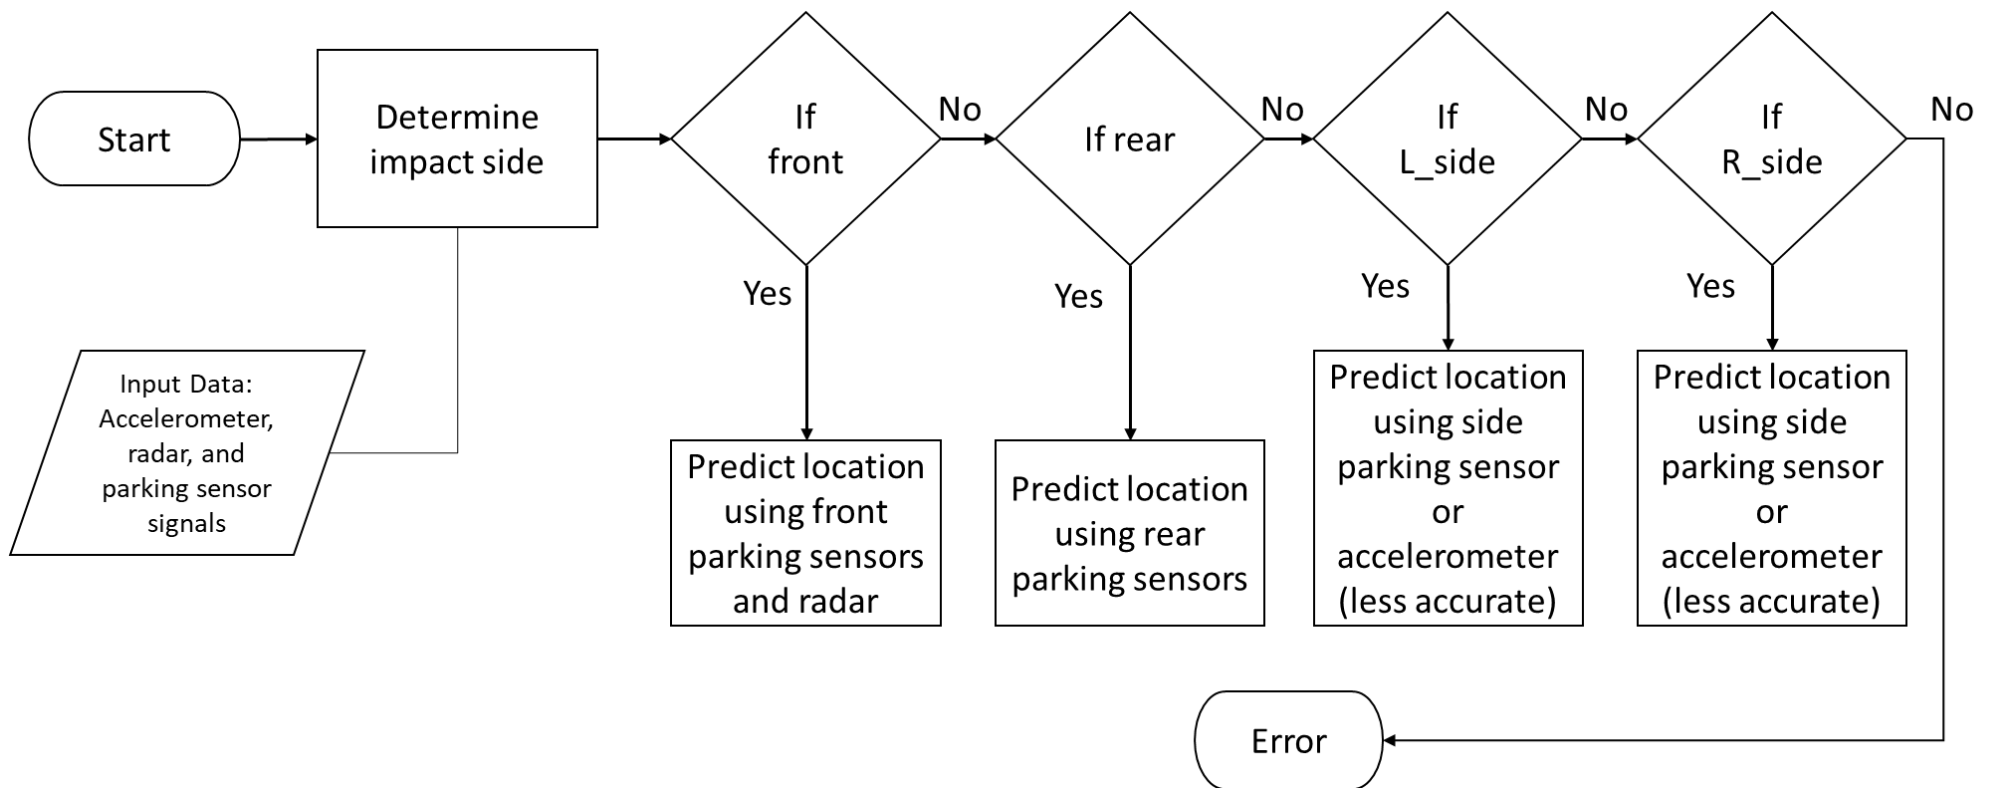 Start
Determine
impact side
If
front
No
If rear
No
If
L_side
No
If
R_side
No
Yes
Yes
Yes
Yes
Input Data:
Accelerometer,
radar, and
parking sensor
signals
Predict location
using front
parking sensors
and radar
Predict location
using rear
parking sensors
Predict location
using side
parking sensor
or
accelerometer
(less accurate)
Predict location
using side
parking sensor
or
accelerometer
(less accurate)
Error